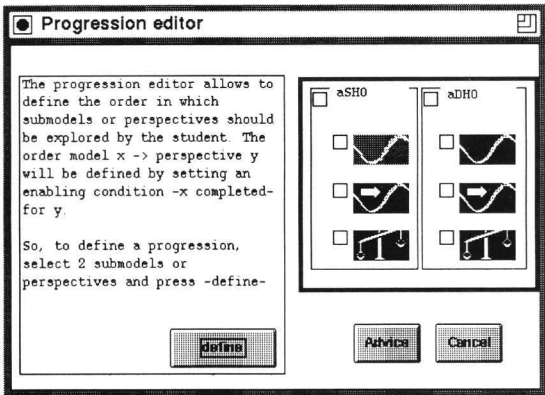 Progression editor
The progression editor allows to
define the order in which
submodels or perspectives should
be explored by the student. The
order model x -> perspective y
will be defined by setting an
enabling condition -x completed-
for y.
So, to define a progression,
select 2 submodels or
perspectives and press -define-
define
aSHO
aDHO
Advice
Cancel